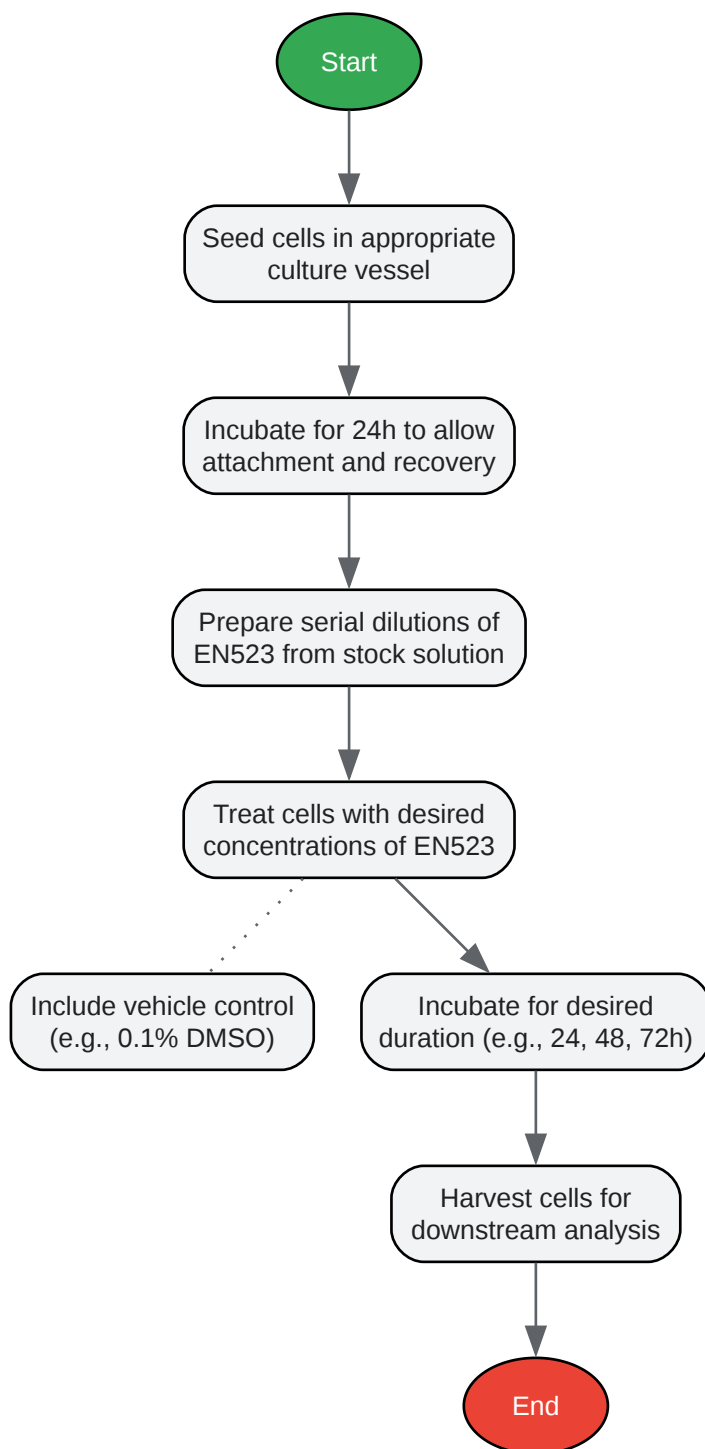 Start
Seed cells in appropriate
culture vessel
Incubate for 24h to allow
attachment and recovery
Prepare serial dilutions of
EN523 from stock solution
Treat cells with desired
concentrations of EN523
Include vehicle control
(e.g., 0.1% DMSO)
Incubate for desired
duration (e.g., 24, 48, 72h)
Harvest cells for
downstream analysis
End